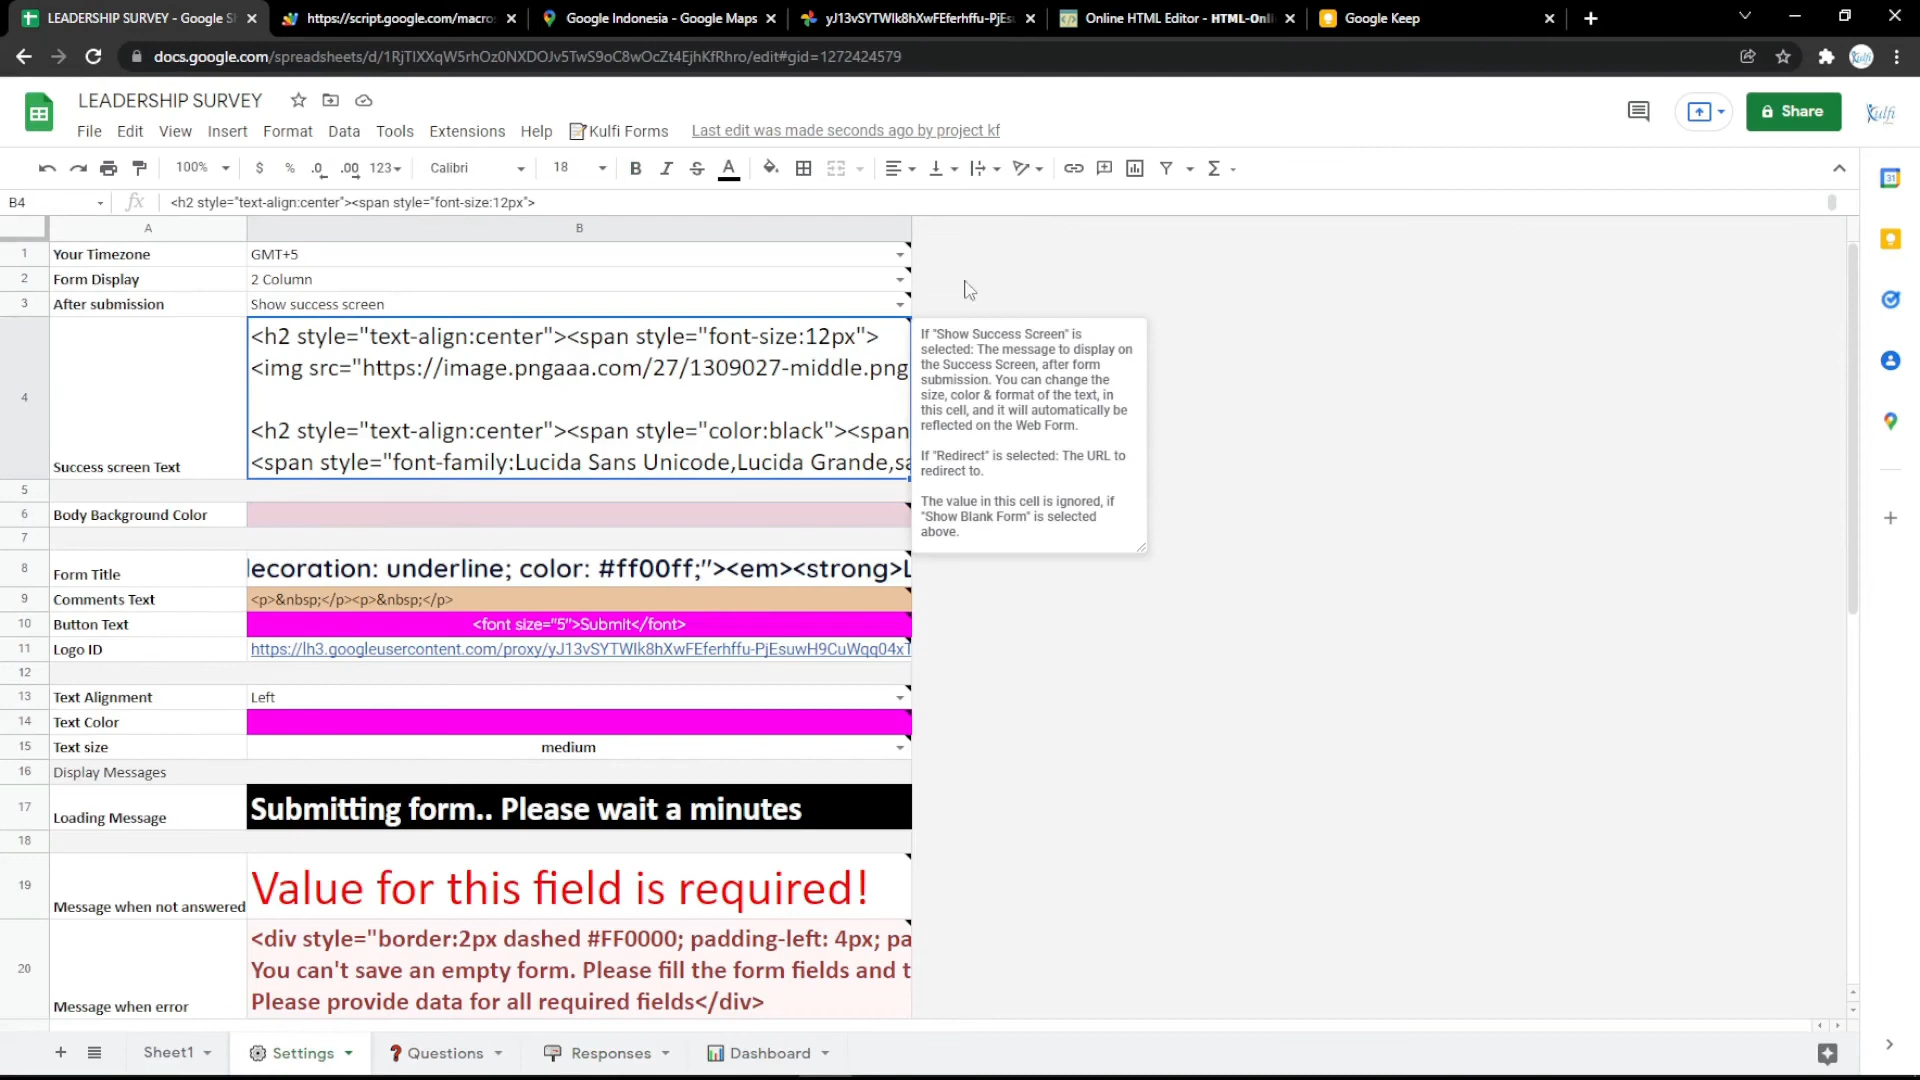 LEADERSHIP SURVEY - Google S
https://script.google.com/macro
Google Indonesia - Google Maps
yJ13vSYTWlk8hXwFEferhffu-PjEs
Online HTML Editor - HTML-Onli
Google Keep
docs.google.com/spreadsheets/d/1RjTIXXqW5rhOz0NXDOJv5TwS9oC8wOcZt4EjhKfRhro/edit#gid=1272424579
LEADERSHIP SURVEY
File Edit View Insert Format Data Tools Extensions Help Kulfi Forms Last edit was made seconds ago by project kf
Share
Kulfi
100% $ % .0 .00 123 Calibri 18 B I S A
B4 fx <h2 style="text-align:center"><span style="font-size:12px">
A B
1 Your Timezone GMT+5
2 Form Display 2 Column
3 After submission Show success screen
4 Success screen Text
<h2 style="text-align:center"><span style="font-size:12px">
<img src="https://image.pngaaa.com/27/1309027-middle.png
<h2 style="text-align:center"><span style="color:black"><span
<span style="font-family:Lucida Sans Unicode,Lucida Grande,sa
If "Show Success Screen" is
selected: The message to display on
the Success Screen, after form
submission. You can change the
size, color & format of the text, in
this cell, and it will automatically be
reflected on the Web Form.
If "Redirect" is selected: The URL to
redirect to.
The value in this cell is ignored, if
"Show Blank Form" is selected
above.
5
6 Body Background Color
7
8 Form Title ecoration: underline; color: #ff00ff;"><em><strong>L
9 Comments Text <p>&nbsp;</p><p>&nbsp;</p>
10 Button Text <font size="5">Submit</font>
11 Logo ID https://lh3.googleusercontent.com/proxy/yJ13vSYTWlk8hXwFEferhffu-PjEsuwH9CuWqq04xT
12
13 Text Alignment Left
14 Text Color
15 Text size medium
16 Display Messages
17 Loading Message Submitting form.. Please wait a minutes
18
19 Message when not answered Value for this field is required!
20 Message when error
<div style="border:2px dashed #FF0000; padding-left: 4px; pa
You can't save an empty form. Please fill the form fields and t
Please provide data for all required fields</div>
Sheet1 Settings Questions Responses Dashboard
31